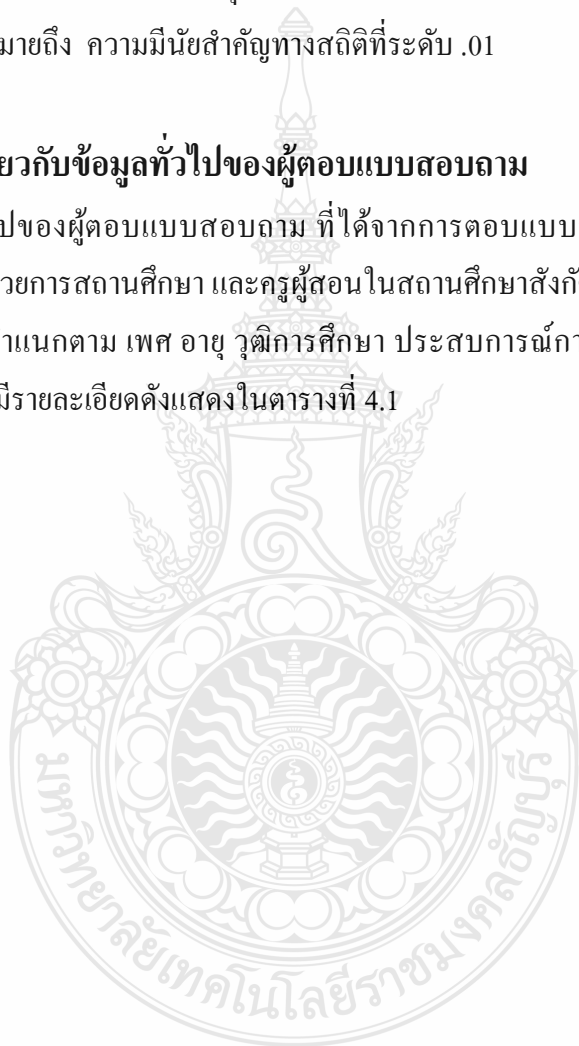 มายถึง ความมีนัยสำคัญทางสถิติที่ระดับ .01
ยวกับข้อมูลทั่วไปของผู้ตอบแบบสอบถาม
ปของผู้ตอบแบบสอบถาม ที่ได้จากการตอบแบบ
วยการสถานศึกษา และครูผู้สอนในสถานศึกษาสังกั
าแนกตาม เพศ อายุ วุฒิการศึกษา ประสบการณ์กา
มีรายละเอียดดังแสดงในตารางที่ 4.1
มหาวิทยาลัยเทคโนโลยีราชมงคลธัญบุรี